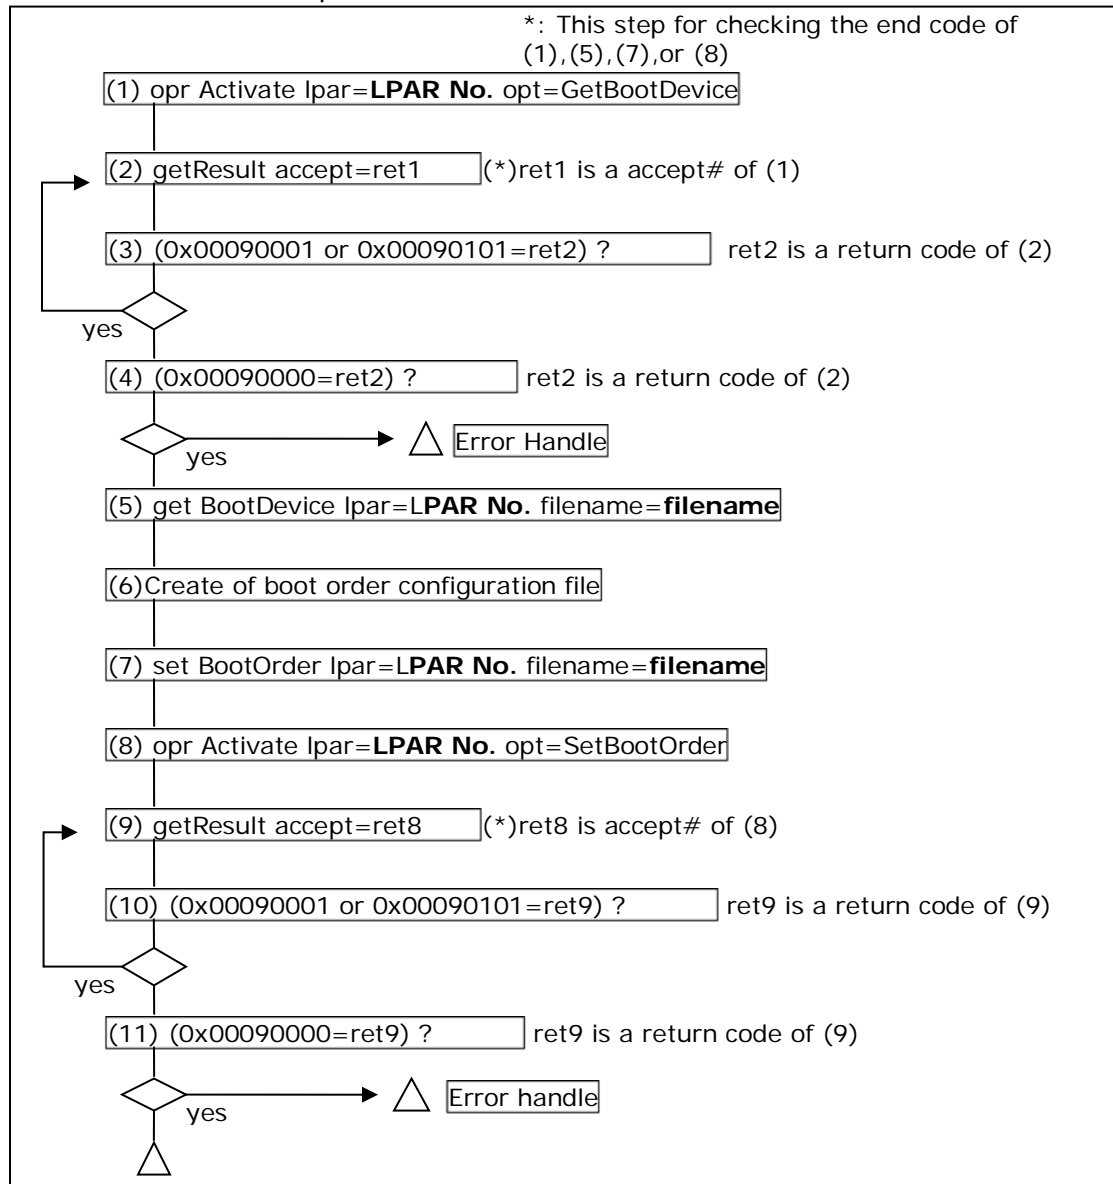 *: This step for checking the end code of
(1),(5),(7),or (8)
(1) opr Activate lpar=LPAR No. opt=GetBootDevice
(2) getResult accept=ret1 (*)ret1 is a accept# of (1)
(3) (0x00090001 or 0x00090101=ret2) ? ret2 is a return code of (2)
yes
(4) (0x00090000=ret2) ? ret2 is a return code of (2)
Error Handle
yes
(5) get BootDevice lpar=LPAR No. filename=filename
(6)Create of boot order configuration file
(7) set BootOrder lpar=LPAR No. filename=filename
(8) opr Activate lpar=LPAR No. opt=SetBootOrder
(9) getResult accept=ret8 (*)ret8 is accept# of (8)
(10) (0x00090001 or 0x00090101=ret9) ? ret9 is a return code of (9)
yes
(11) (0x00090000=ret9) ? ret9 is a return code of (9)
Error handle
yes